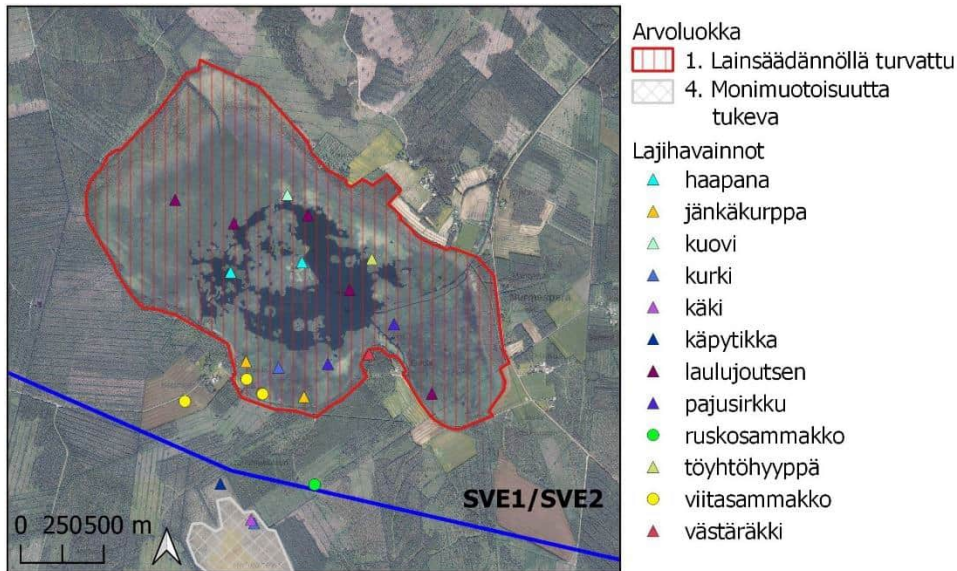 Arvoluokka
1. Lainsäädännöllä turvattu
4. Monimuotoisuutta
tukeva
Lajihavainnot
haapana
jänkäkurppa
kuovi
kurki
käki
käpytikka
laulujoutsen
pajusirkku
ruskosammakko
töyhtöhyyppä
viitasammakko
västäräkki
SVE1/SVE2
0 250500 m